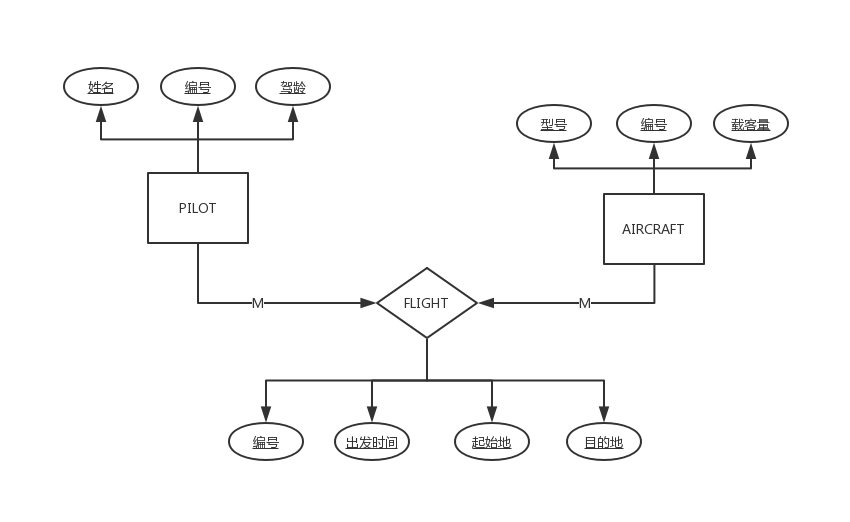 姓名
编号
驾龄
型号
编号
载客量
PILOT
AIRCRAFT
M
FLIGHT
M
编号
出发时间
起始地
目的地